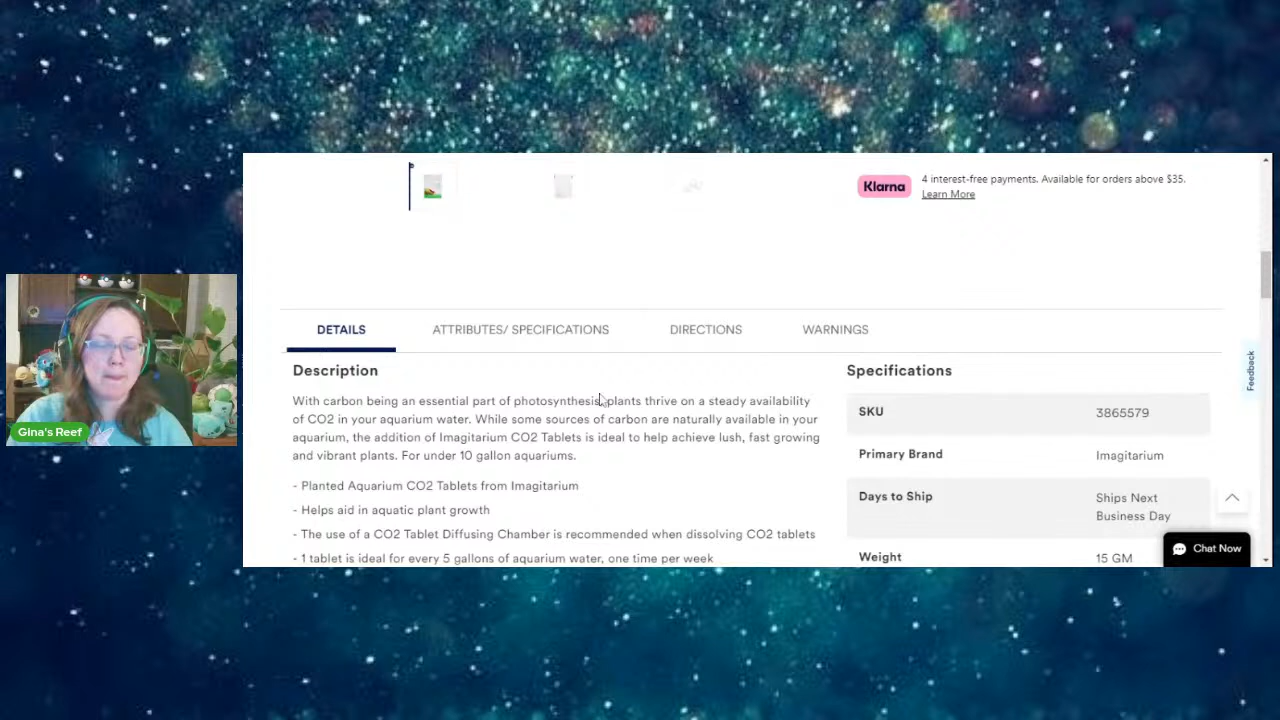 Klarna
4 interest-free payments. Available for orders above $35.
Learn More
DETAILS
ATTRIBUTES/ SPECIFICATIONS
DIRECTIONS
WARNINGS
Description
With carbon being an essential part of photosynthesis, plants thrive on a steady availability
of CO2 in your aquarium water. While some sources of carbon are naturally available in your
aquarium, the addition of Imagitarium CO2 Tablets is ideal to help achieve lush, fast growing
and vibrant plants. For under 10 gallon aquariums.
- Planted Aquarium CO2 Tablets from Imagitarium
- Helps aid in aquatic plant growth
- The use of a CO2 Tablet Diffusing Chamber is recommended when dissolving CO2 tablets
- 1 tablet is ideal for every 5 gallons of aquarium water, one time per week
Specifications
SKU
3865579
Primary Brand
Imagitarium
Days to Ship
Ships Next
Business Day
Weight
15 GM
Feedback
Chat Now
Gina's Reef